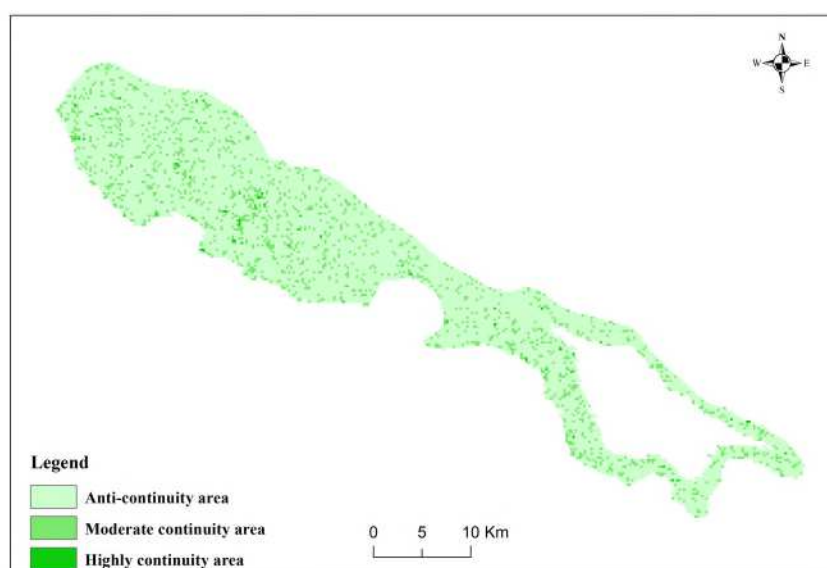 N
W E
S
Legend
Anti-continuity area
Moderate continuity area
Highly continuity area
0 5 10 Km